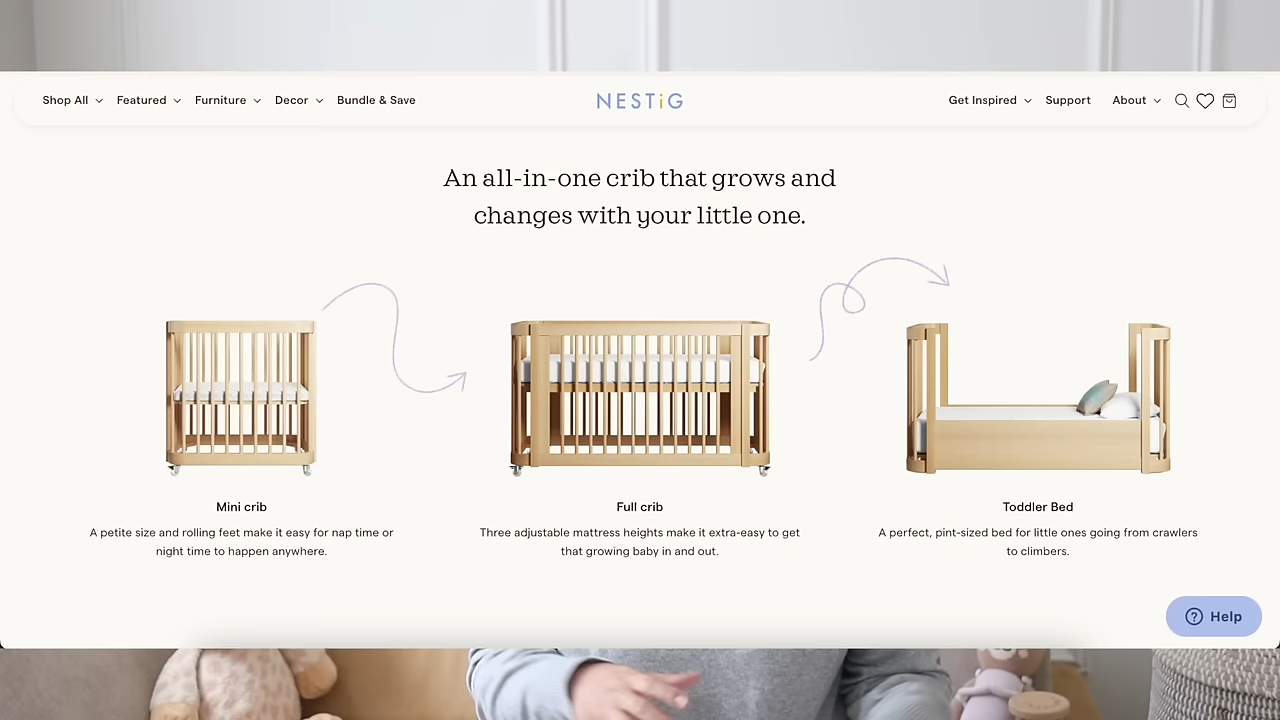 Shop All Featured Furniture Decor Bundle & Save NESTiG Get Inspired Support About
An all-in-one crib that grows and
changes with your little one.
Mini crib
A petite size and rolling feet make it easy for nap time or
night time to happen anywhere.
Full crib
Three adjustable mattress heights make it extra-easy to get
that growing baby in and out.
Toddler Bed
A perfect, pint-sized bed for little ones going from crawlers
to climbers.
Help